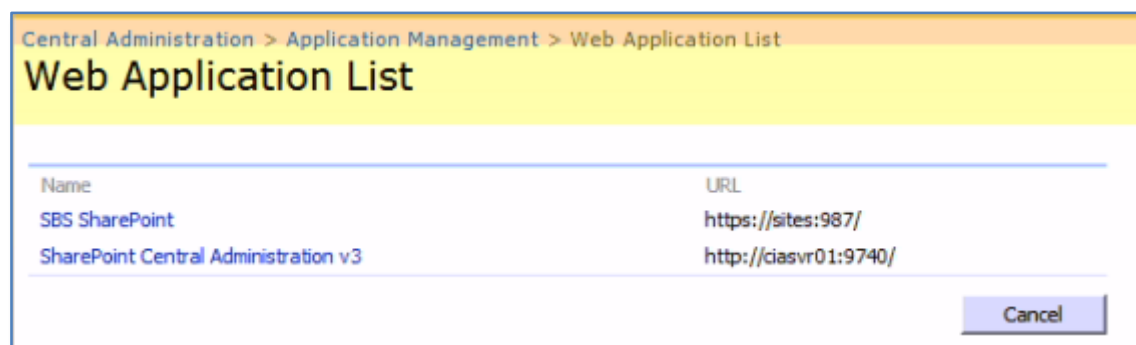 Central Administration > Application Management > Web Application List
Web Application List
Name URL
SBS SharePoint https://sites:987/
SharePoint Central Administration v3 http://ciasvr01:9740/
Cancel